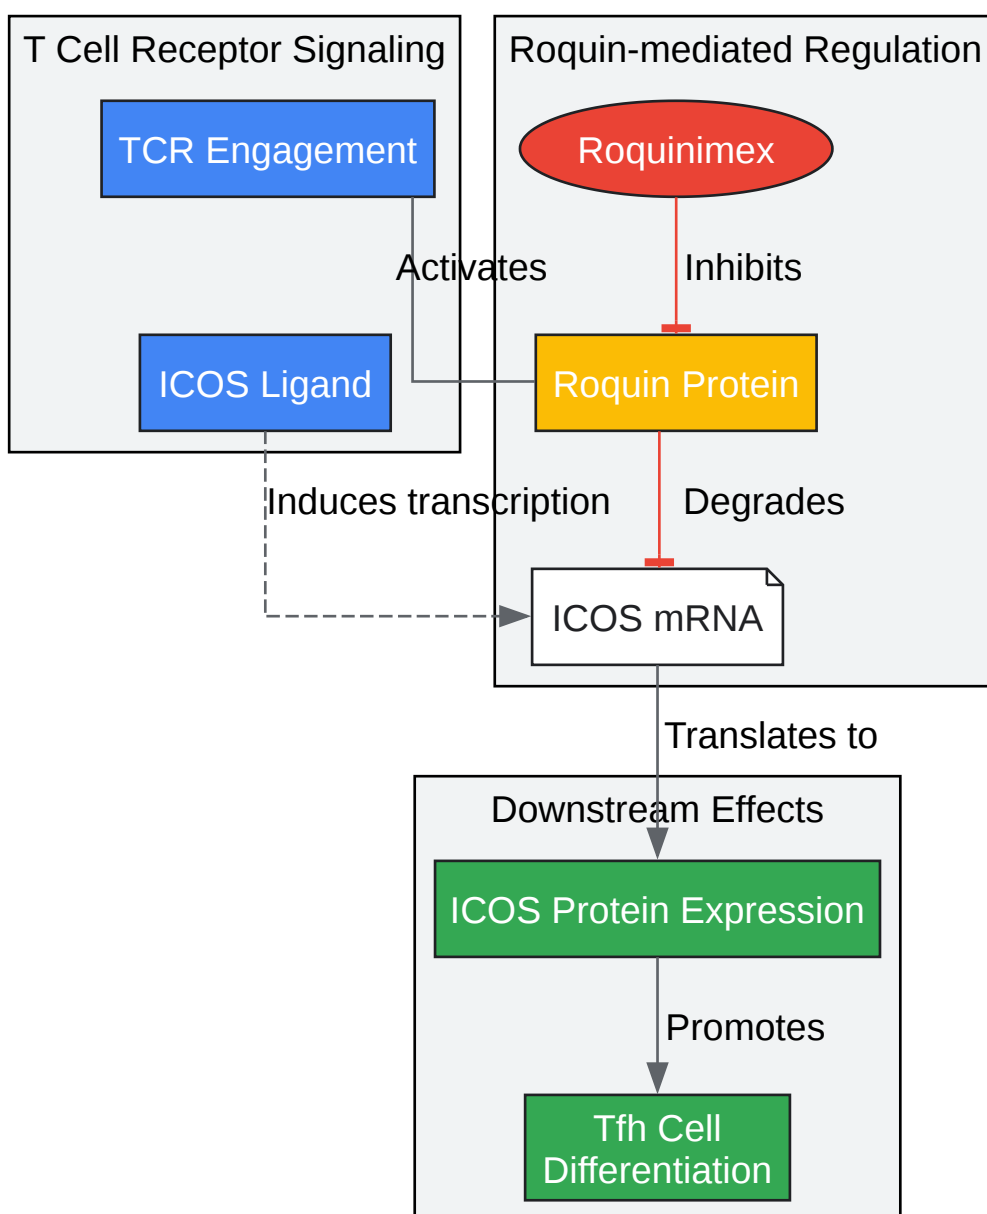 T Cell Receptor Signaling
Roquin-mediated Regulation
TCR Engagement
Roquinimex
Activates
Inhibits
ICOS Ligand
Roquin Protein
Induces transcription
Degrades
ICOS mRNA
Translates to
Downstream Effects
ICOS Protein Expression
Promotes
Tfh Cell
Differentiation